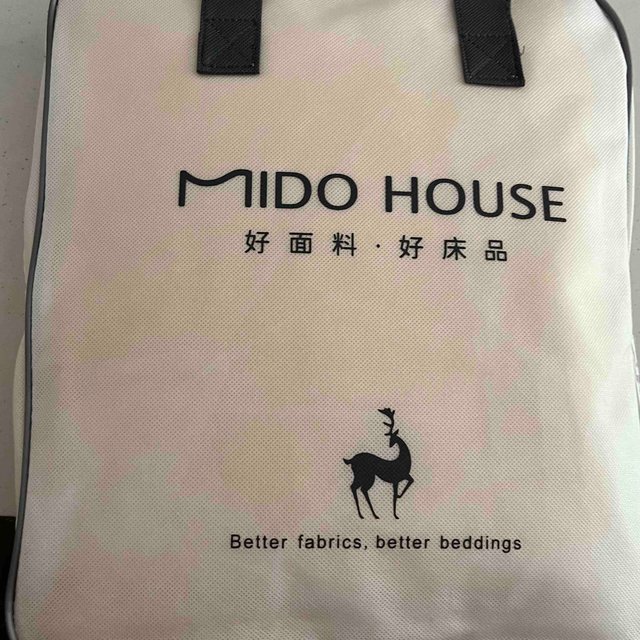 MIDO HOUSE
好面料·好床品
Better fabrics, better beddings